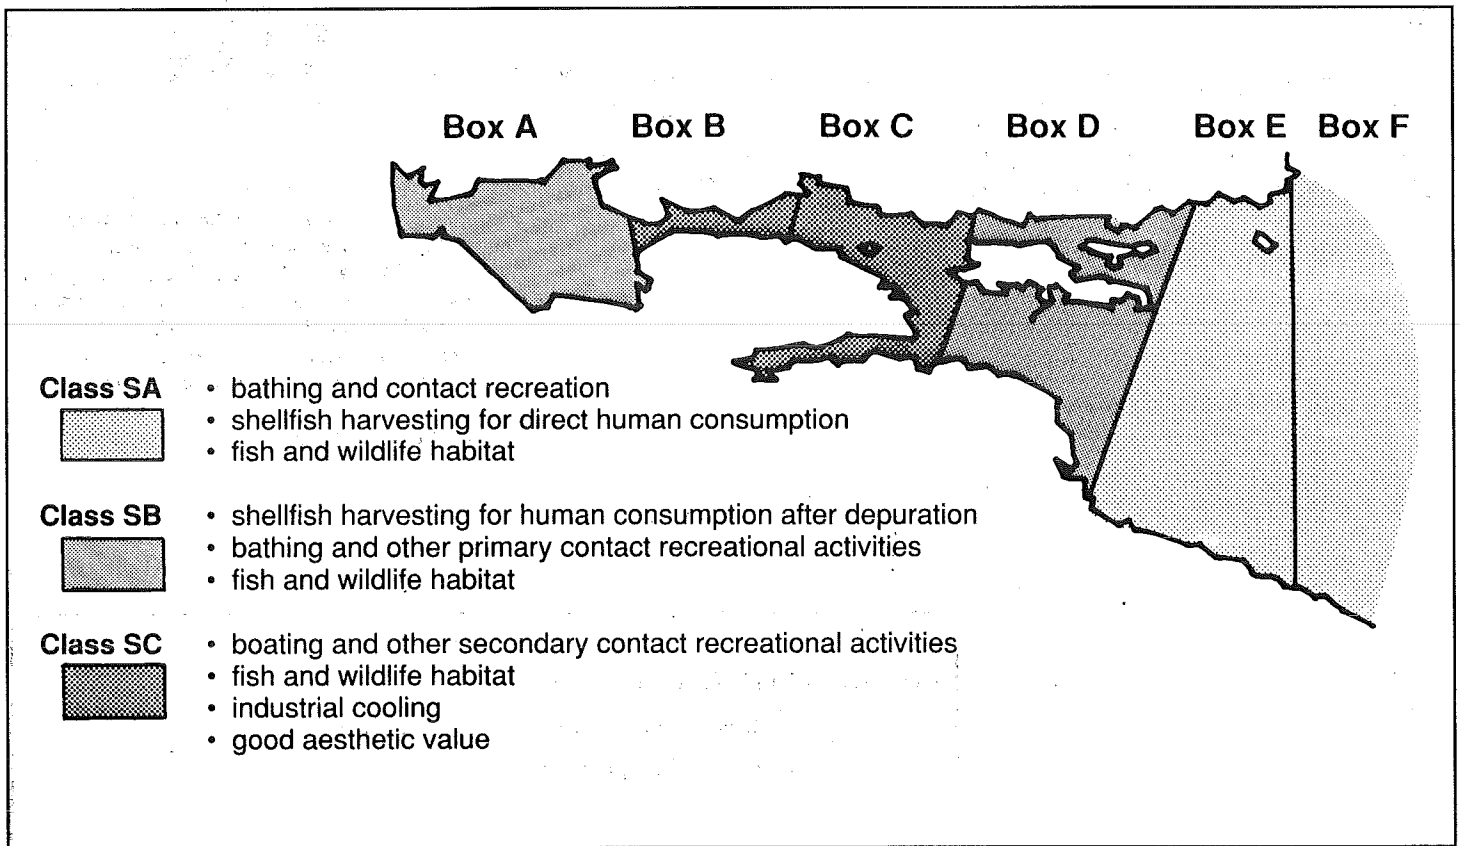 Box A Box B Box C Box D Box E Box F
Class SA
• bathing and contact recreation
• shellfish harvesting for direct human consumption
• fish and wildlife habitat
Class SB
• shellfish harvesting for human consumption after depuration
• bathing and other primary contact recreational activities
• fish and wildlife habitat
Class SC
• boating and other secondary contact recreational activities
• fish and wildlife habitat
• industrial cooling
• good aesthetic value